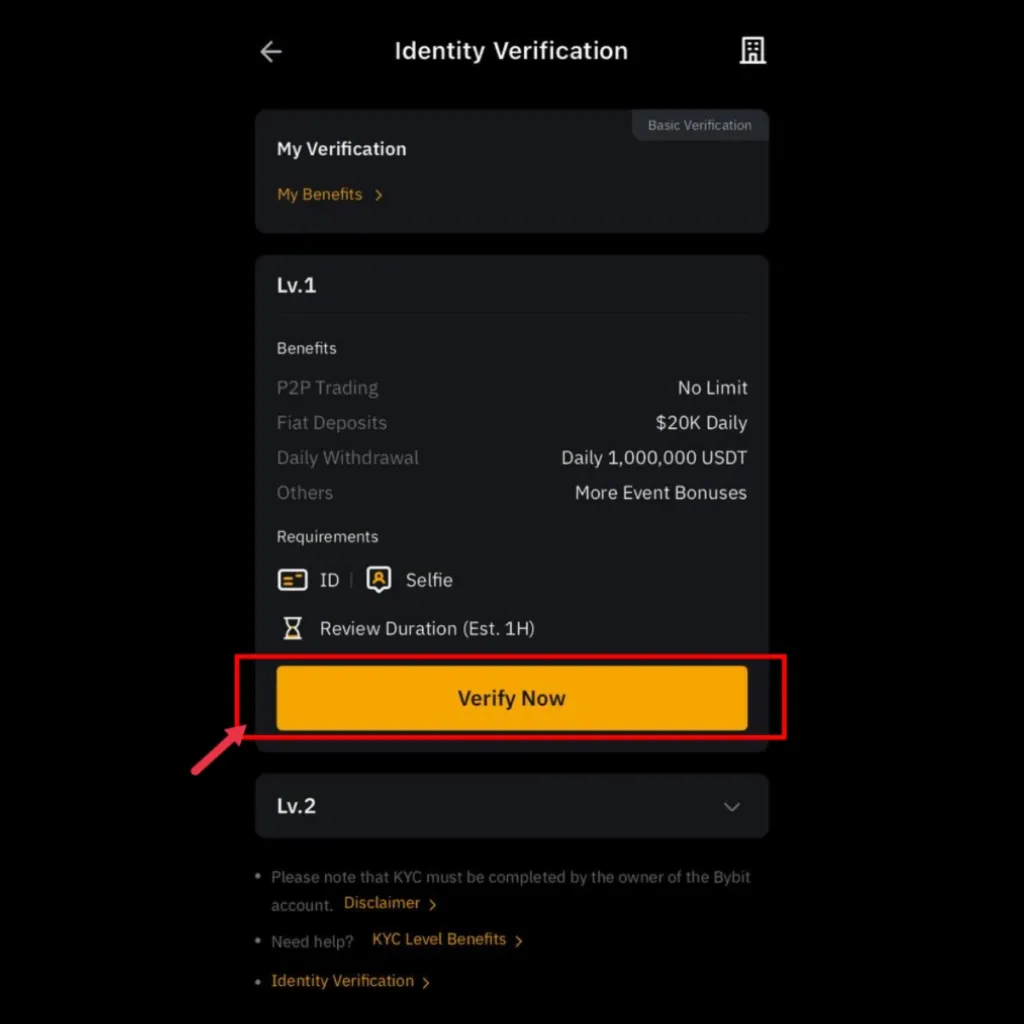 Identity Verification
Basic Verification
My Verification
My Benefits >
Lv.1
Benefits
P2P Trading No Limit
Fiat Deposits $20K Daily
Daily Withdrawal Daily 1,000,000 USDT
Others More Event Bonuses
Requirements
ID | Selfie
Review Duration (Est. 1H)
Verify Now
Lv.2
• Please note that KYC must be completed by the owner of the Bybit
account. Disclaimer >
• Need help? KYC Level Benefits >
• Identity Verification >